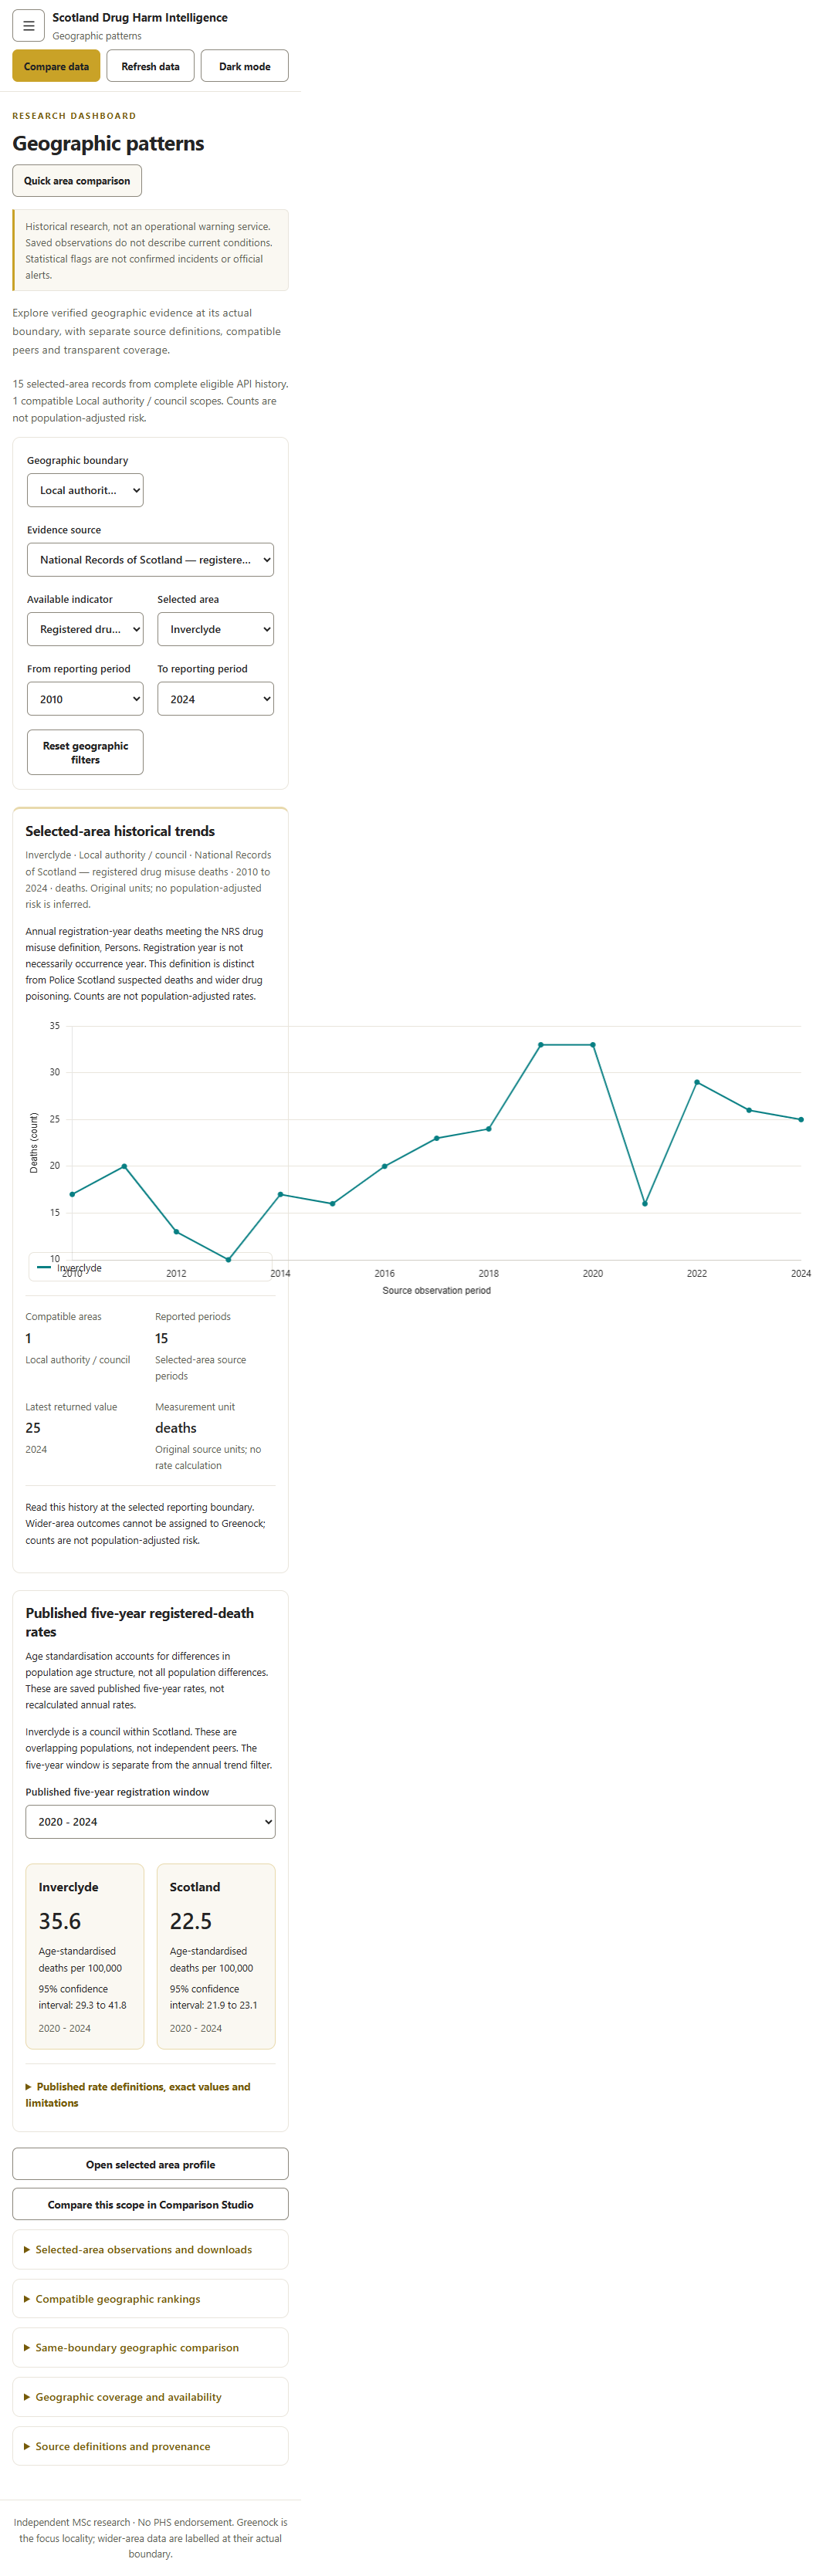 Scotland Drug Harm Intelligence
Geographic patterns
Compare data
Refresh data
Dark mode
RESEARCH DASHBOARD
Geographic patterns
Quick area comparison
Historical research, not an operational warning service.
Saved observations do not describe current conditions.
Statistical flags are not confirmed incidents or official
alerts.
Explore verified geographic evidence at its actual
boundary, with separate source definitions, compatible
peers and transparent coverage.
15 selected-area records from complete eligible API history.
1 compatible Local authority / council scopes. Counts are
not population-adjusted risk.
Geographic boundary
Local authorit...
Evidence source
National Records of Scotland — registere...
Available indicator
Selected area
Registered dru...
Inverclyde
From reporting period
To reporting period
2010
2024
Reset geographic
filters
Selected-area historical trends
Inverclyde · Local authority / council · National Records
of Scotland — registered drug misuse deaths · 2010 to
2024 · deaths. Original units; no population-adjusted
risk is inferred.
Annual registration-year deaths meeting the NRS drug
misuse definition, Persons. Registration year is not
necessarily occurrence year. This definition is distinct
from Police Scotland suspected deaths and wider drug
poisoning. Counts are not population-adjusted rates.
35
30
25
20
15
10
Deaths (count)
Inverclyde
2010
2012
2014
2016
2018
2020
2022
2024
Source observation period
Compatible areas
Reported periods
1
15
Local authority / council
Selected-area source
periods
Latest returned value
Measurement unit
25
deaths
2024
Original source units; no
rate calculation
Read this history at the selected reporting boundary.
Wider-area outcomes cannot be assigned to Greenock;
counts are not population-adjusted risk.
Published five-year registered-death
rates
Age standardisation accounts for differences in
population age structure, not all population differences.
These are saved published five-year rates, not
recalculated annual rates.
Inverclyde is a council within Scotland. These are
overlapping populations, not independent peers. The
five-year window is separate from the annual trend filter.
Published five-year registration window
2020 - 2024
Inverclyde
35.6
Age-standardised
deaths per 100,000
95% confidence
interval: 29.3 to 41.8
2020 - 2024
Scotland
22.5
Age-standardised
deaths per 100,000
95% confidence
interval: 21.9 to 23.1
2020 - 2024
Published rate definitions, exact values and
limitations
Open selected area profile
Compare this scope in Comparison Studio
Selected-area observations and downloads
Compatible geographic rankings
Same-boundary geographic comparison
Geographic coverage and availability
Source definitions and provenance
Independent MSc research · No PHS endorsement. Greenock is
the focus locality; wider-area data are labelled at their actual
boundary.